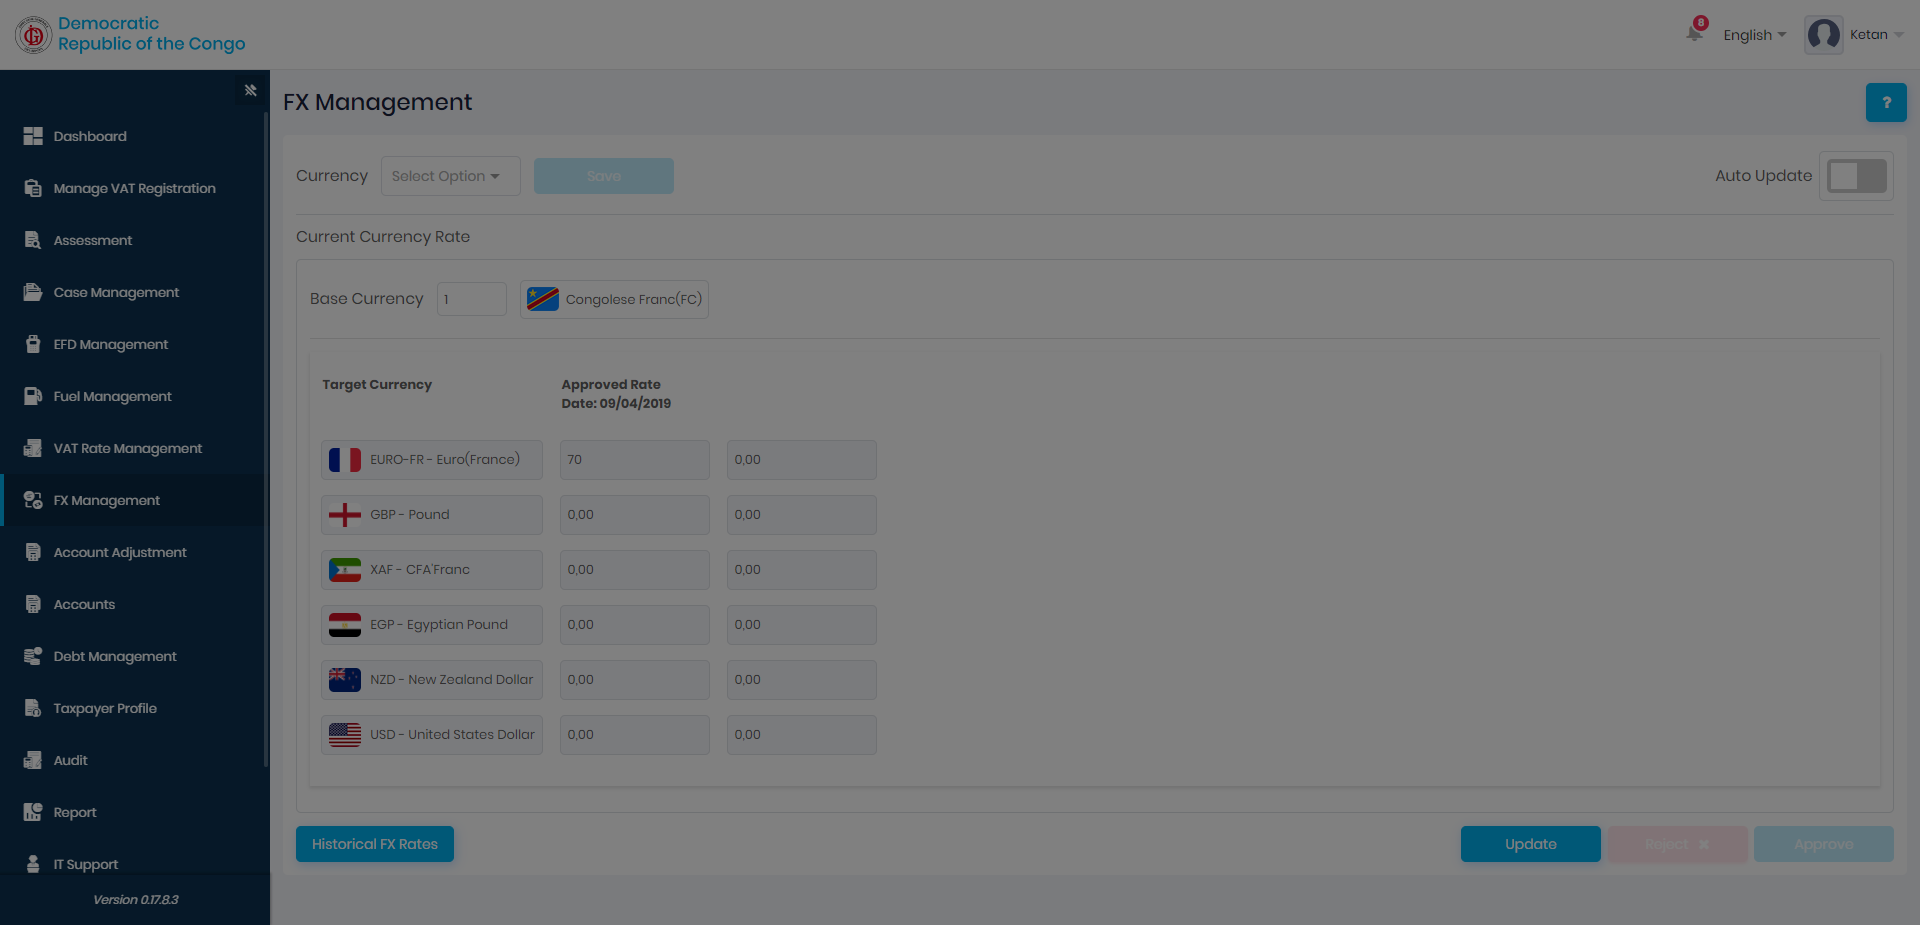 Democratic
Republic of the Congo
8
English
Ketan
Dashboard
Manage VAT Registration
Assessment
Case Management
EFD Management
Fuel Management
VAT Rate Management
FX Management
Account Adjustment
Accounts
Debt Management
Taxpayer Profile
Audit
Report
IT Support
Version 0.17.8.3
FX Management
?
Currency Select Option Save Auto Update
Current Currency Rate
Base Currency 1 Congolese Franc(FC)
Target Currency Approved Rate
Date: 09/04/2019
EURO-FR - Euro(France) 70 0,00
GBP - Pound 0,00 0,00
XAF - CFA'Franc 0,00 0,00
EGP - Egyptian Pound 0,00 0,00
NZD - New Zealand Dollar 0,00 0,00
USD - United States Dollar 0,00 0,00
Historical FX Rates Update Reject Approve